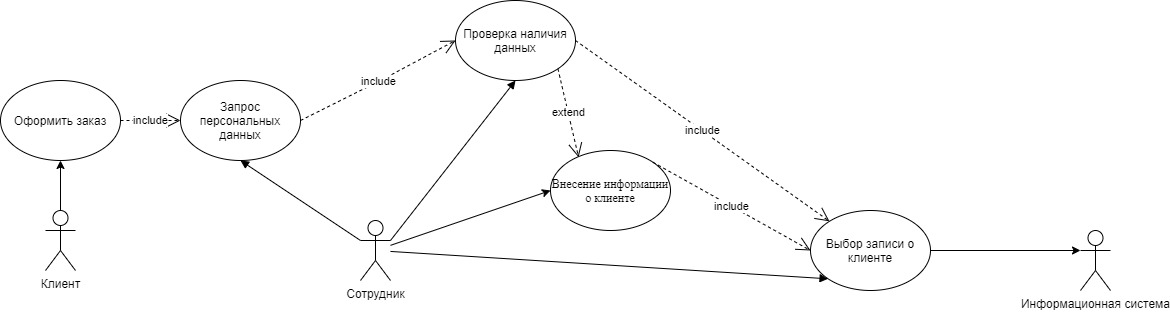 Проверка наличия
данных
include
Запрос
персональных
данных
Оформить заказ
include
extend
include
Внесение информации
о клиенте
include
Выбор записи о
клиенте
Клиент
Сотрудник
Информационная система